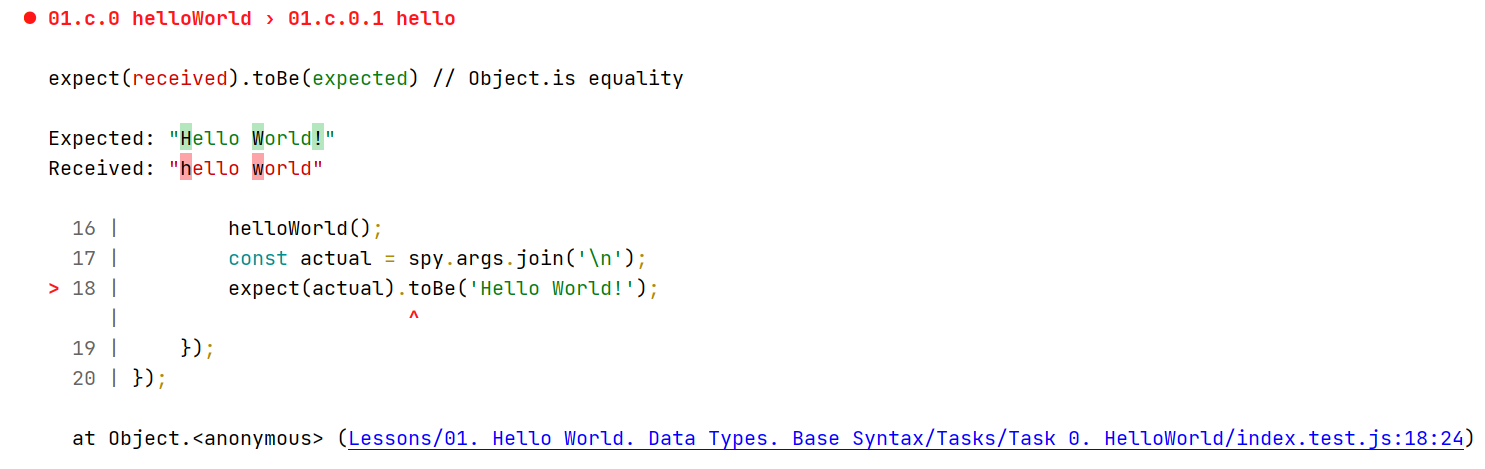 ● 01.c.0 helloWorld › 01.c.0.1 hello
expect(received).toBe(expected) // Object.is equality
Expected: "Hello World!"
Received: "hello world"
16 | helloWorld();
17 | const actual = spy.args.join('\n');
> 18 | expect(actual).toBe('Hello World!');
| ^
19 | });
20 | });
at Object.<anonymous> (Lessons/01. Hello World. Data Types. Base Syntax/Tasks/Task 0. HelloWorld/index.test.js:18:24)